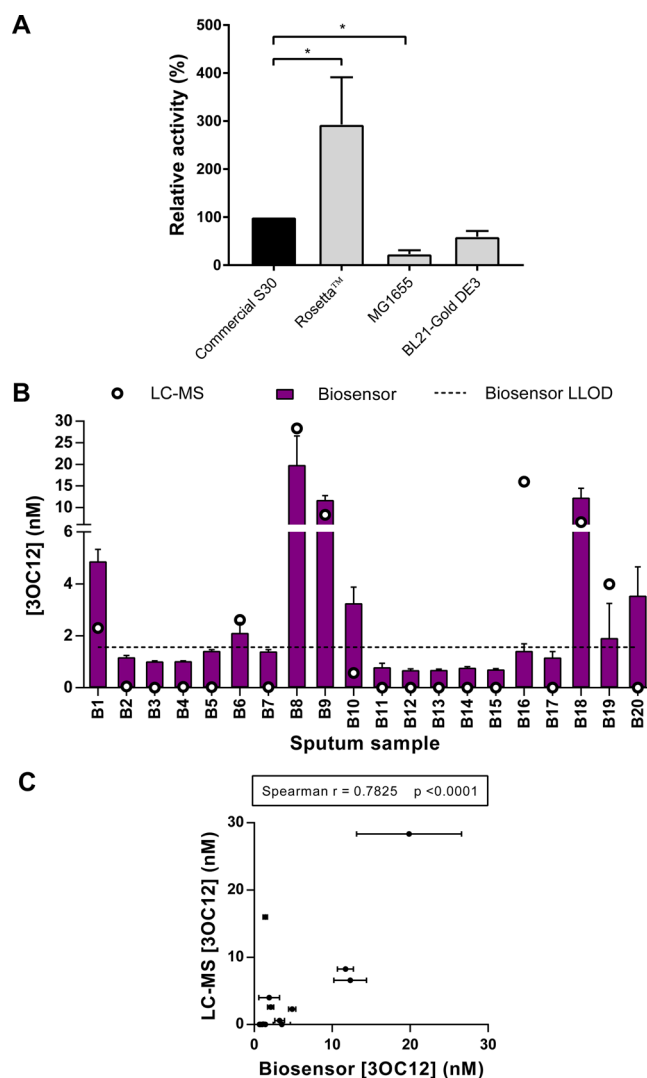 A
Relative activity (%)
500
400
300
200
100
0
*
*
Commercial S30
Rosetta™
MG1655
BL21-Gold DE3
B
LC-MS
Biosensor
Biosensor LLOD
[3OC12] (nM)
30
25
20
15
10
6
4
2
0
B1 B2 B3 B4 B5 B6 B7 B8 B9 B10 B11 B12 B13 B14 B15 B16 B17 B18 B19 B20
Sputum sample
C
Spearman r = 0.7825 p <0.0001
LC-MS [3OC12] (nM)
30
20
10
0
0 10 20 30
Biosensor [3OC12] (nM)